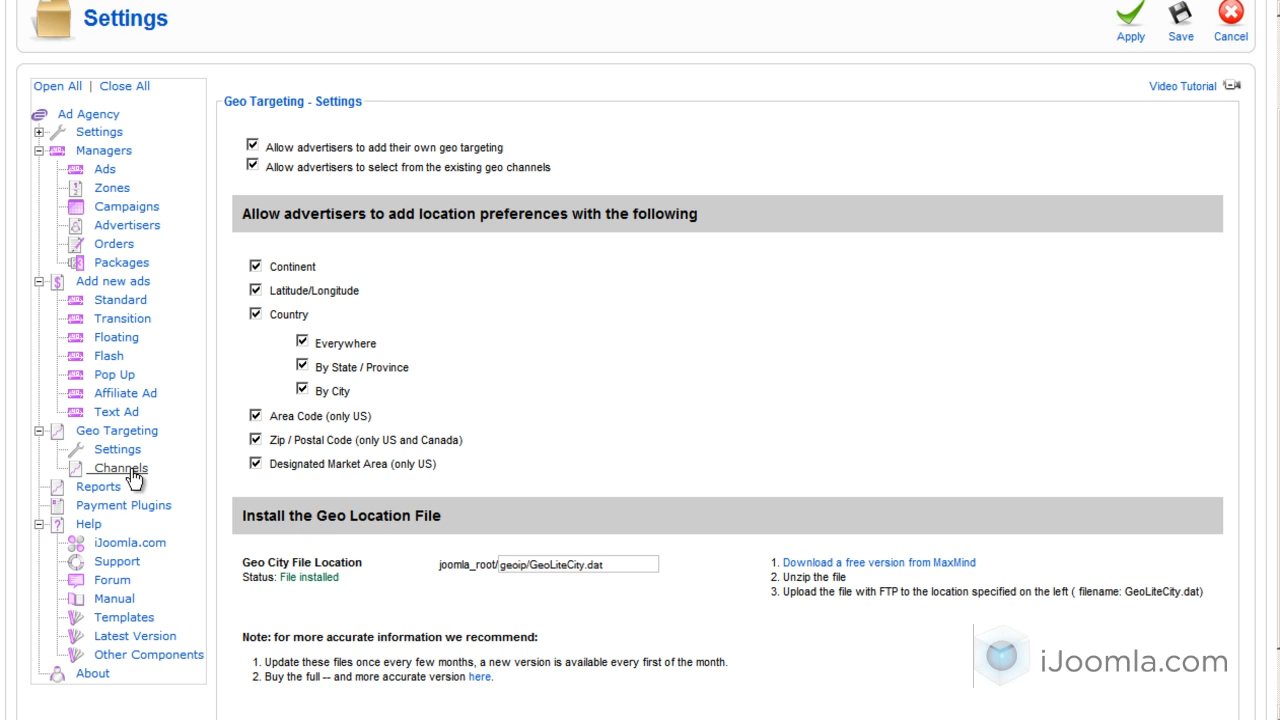 Settings
Apply
Save
Cancel
Open All | Close All
Video Tutorial
Ad Agency
Settings
Managers
Ads
Zones
Campaigns
Advertisers
Orders
Packages
Add new ads
Standard
Transition
Floating
Flash
Pop Up
Affiliate Ad
Text Ad
Geo Targeting
Settings
Channels
Reports
Payment Plugins
Help
iJoomla.com
Support
Forum
Manual
Templates
Latest Version
Other Components
About
Geo Targeting - Settings
Allow advertisers to add their own geo targeting
Allow advertisers to select from the existing geo channels
Allow advertisers to add location preferences with the following
Continent
Latitude/Longitude
Country
Everywhere
By State / Province
By City
Area Code (only US)
Zip / Postal Code (only US and Canada)
Designated Market Area (only US)
Install the Geo Location File
Geo City File Location
Status: File installed
joomla_root/ geoip/GeoLiteCity.dat
1. Download a free version from MaxMind
2. Unzip the file
3. Upload the file with FTP to the location specified on the left ( filename: GeoLiteCity.dat)
Note: for more accurate information we recommend:
1. Update these files once every few months, a new version is available every first of the month.
2. Buy the full -- and more accurate version here.
iJoomla.com